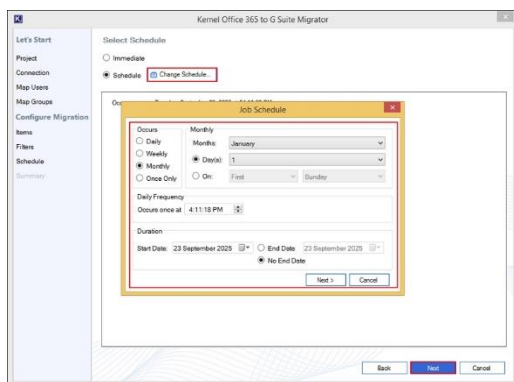 Kernel Office 365 to G Suite Migrator
Let's Start
Project
Connection
Map Users
Map Groups
Configure Migration
Items
Filters
Schedule
Summary
Select Schedule
Immediate
Schedule Change Schedule...
Job Schedule
Occurs
Daily
Weekly
Monthly
Once Only
Monthly
Months: January
Day(s): 1
On: First Sunday
Daily Frequency
Occurs once at 4:11:18 PM
Duration
Start Date: 23 September 2025 End Date 23 September 2025
No End Date
Next > Cancel
Back Next Cancel